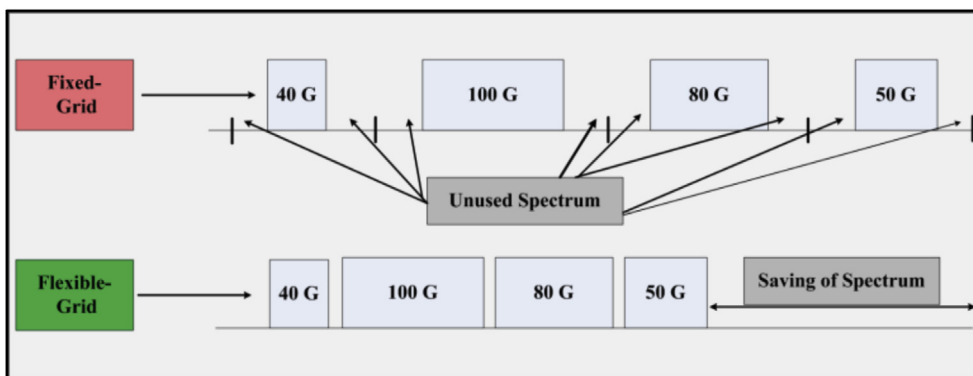 Fixed-
Grid
40 G
100 G
80 G
50 G
Unused Spectrum
Flexible-
Grid
40 G
100 G
80 G
50 G
Saving of Spectrum